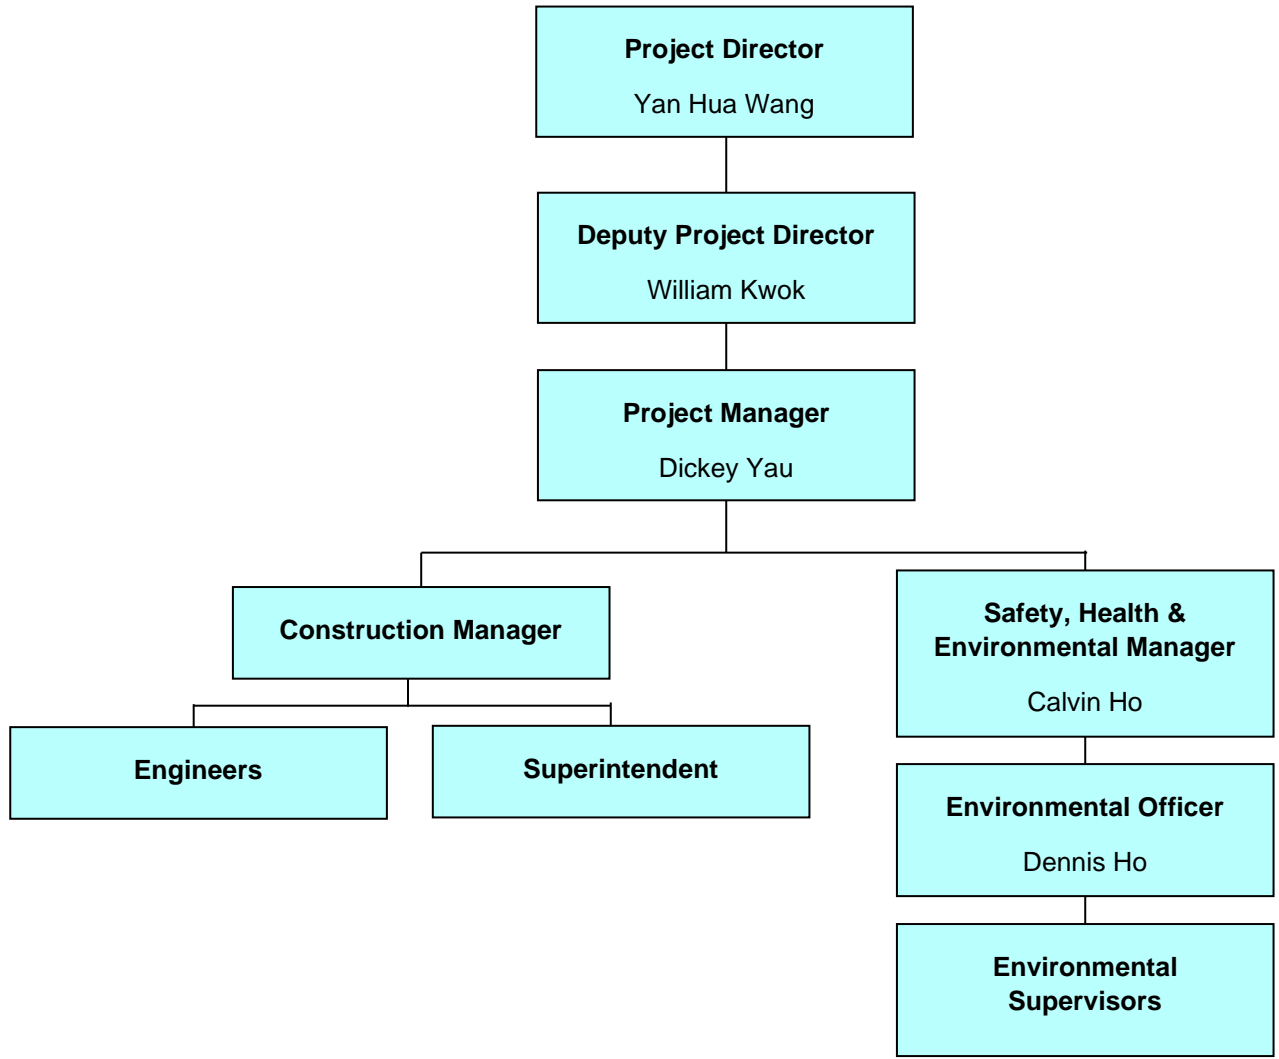 Project Director
Yan Hua Wang
Deputy Project Director
William Kwok
Project Manager
Dickey Yau
Construction Manager
Safety, Health &
Environmental Manager
Calvin Ho
Engineers
Superintendent
Environmental Officer
Dennis Ho
Environmental
Supervisors